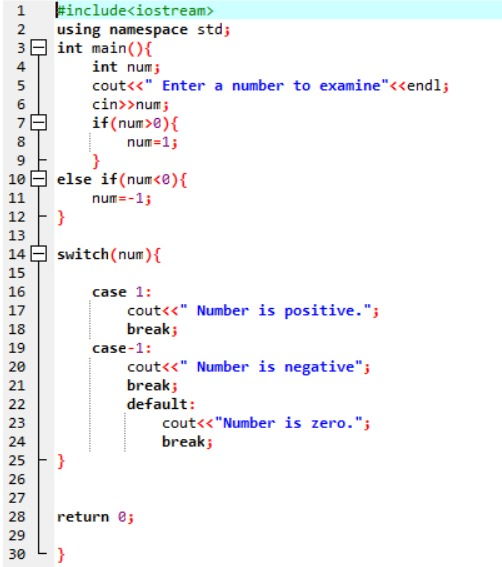 1 #include<iostream>
2 using namespace std;
3 int main(){
4 int num;
5 cout<<" Enter a number to examine"<<endl;
6 cin>>num;
7 if(num>0){
8 num=1;
9 }
10 else if(num<0){
11 num=-1;
12 }
13
14 switch(num){
15
16 case 1:
17 cout<<" Number is positive.";
18 break;
19 case-1:
20 cout<<" Number is negative";
21 break;
22 default:
23 cout<<"Number is zero.";
24 break;
25 }
26
27
28 return 0;
29
30 }